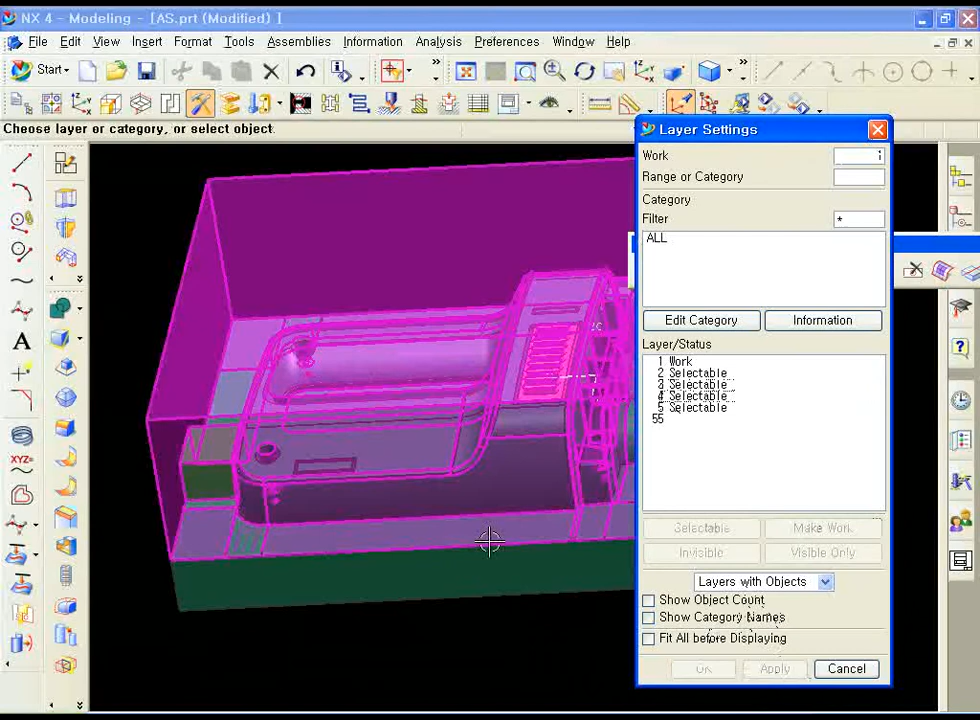 NX 4 - Modeling - [AS.prt (Modified) ]
File Edit View Insert Format Tools Assemblies Information Analysis Preferences Window Help
Start
Choose layer or category, or select object.
Layer Settings
Work
Range or Category
Category
Filter *
ALL
Edit Category Information
Layer/Status
1 Work
2 Selectable
3 Selectable
4 Selectable
5 Selectable
55
Selectable Make Work
Invisible Visible Only
Layers with Objects
Show Object Count
Show Category Names
Fit All before Displaying
OK Apply Cancel
A
XYZ=